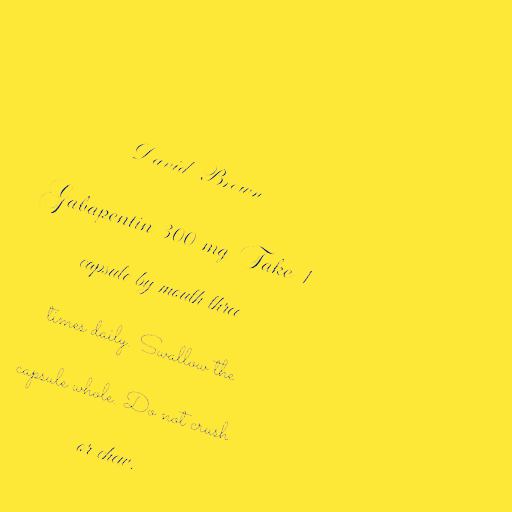 David Brown
Gabapentin 300 mg Take 1
capsule by mouth three
times daily. Swallow the
capsule whole. Do not crush
or chew.